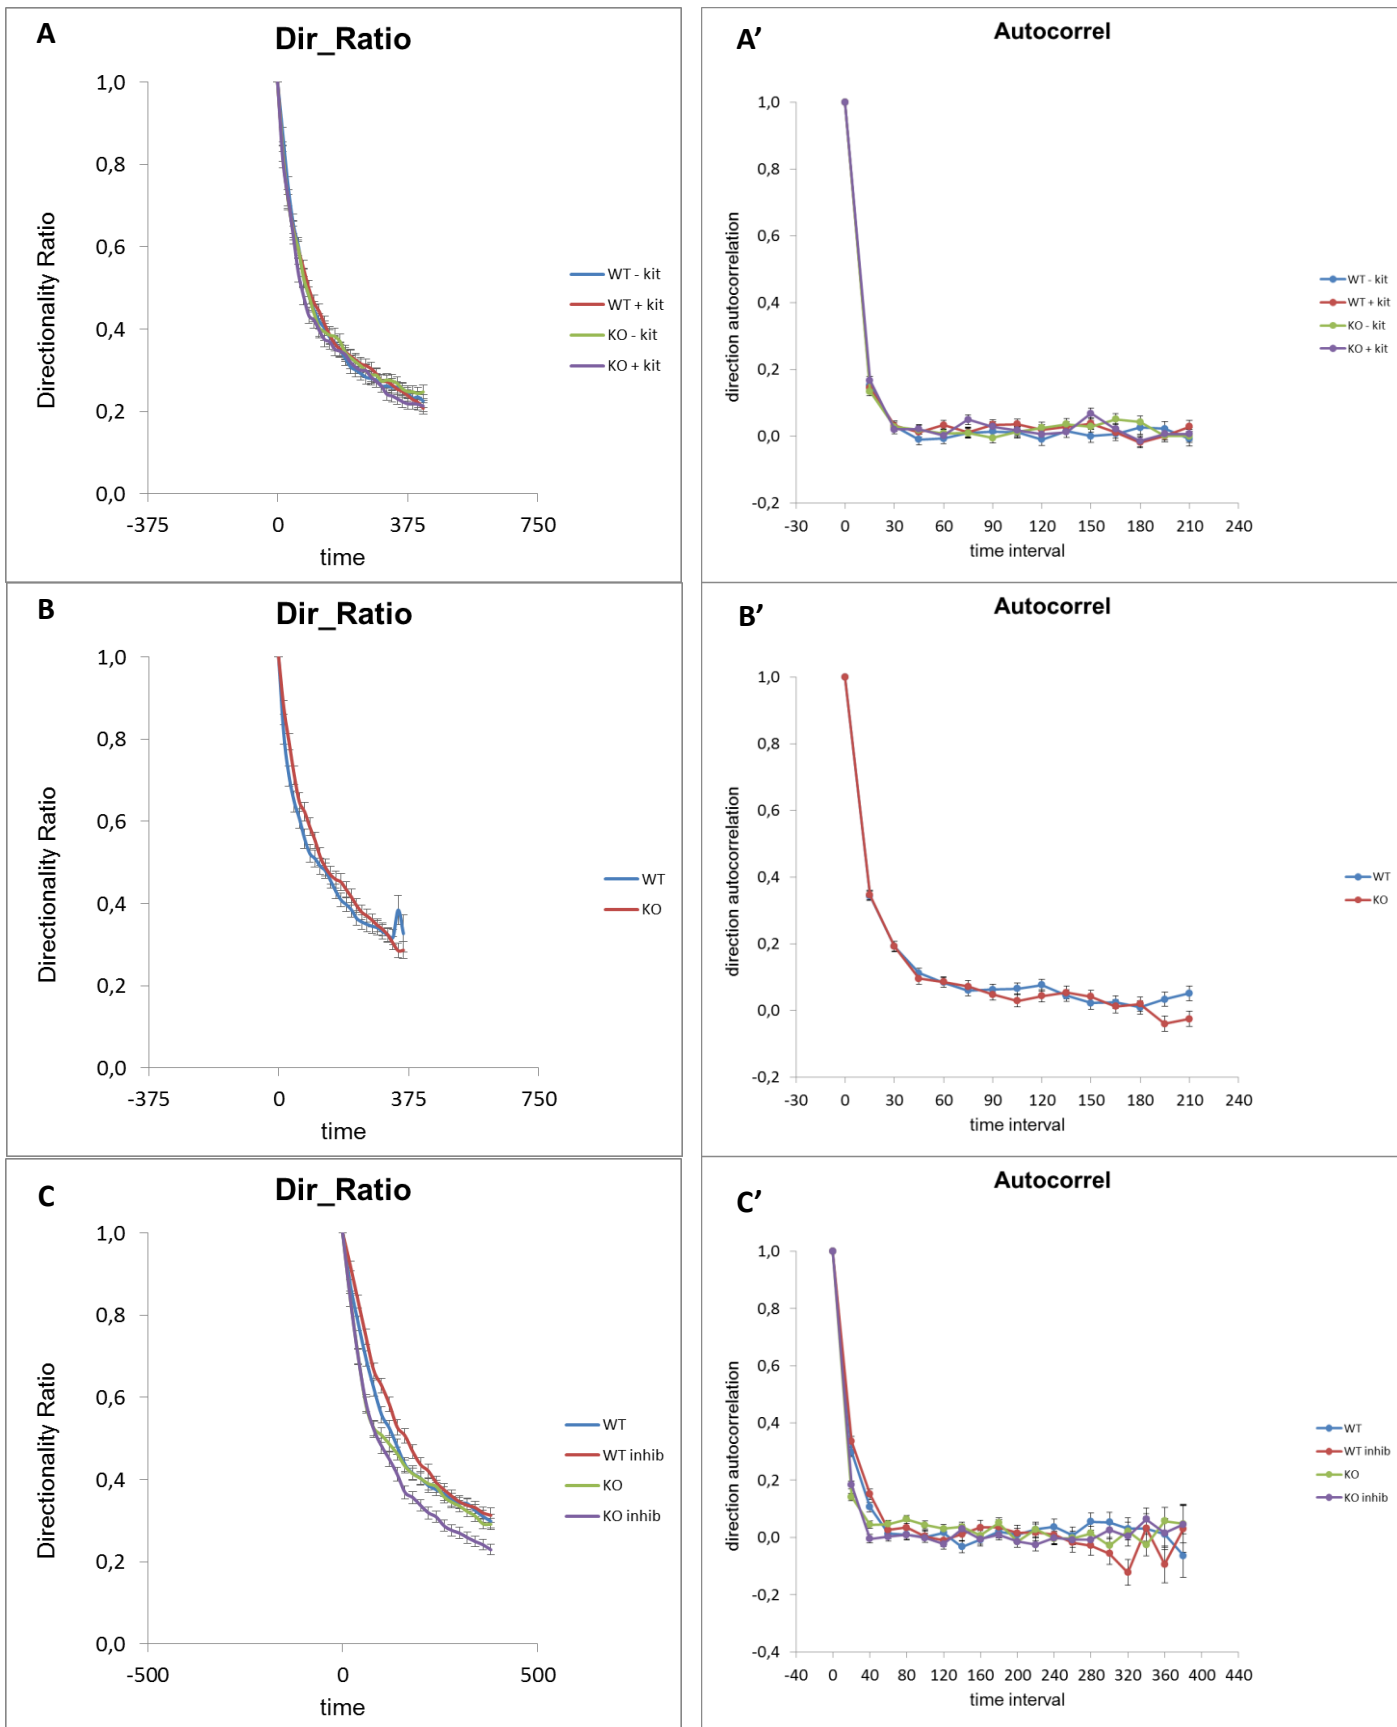 A
Dir_Ratio
1,0
0,8
0,6
0,4
0,2
0,0
-375
0
375
750
Directionality Ratio
time
WT - kit
WT + kit
KO - kit
KO + kit
A’
Autocorrel
1,0
0,8
0,6
0,4
0,2
0,0
-0,2
-30
0
30
60
90
120
150
180
210
240
direction autocorrelation
time interval
WT - kit
WT + kit
KO - kit
KO + kit
B
Dir_Ratio
1,0
0,8
0,6
0,4
0,2
0,0
-375
0
375
750
Directionality Ratio
time
WT
KO
B’
Autocorrel
1,0
0,8
0,6
0,4
0,2
0,0
-0,2
-30
0
30
60
90
120
150
180
210
240
direction autocorrelation
time interval
WT
KO
C
Dir_Ratio
1,0
0,8
0,6
0,4
0,2
0,0
-500
0
500
Directionality Ratio
time
WT
WT inhib
KO
KO inhib
C’
Autocorrel
1,0
0,8
0,6
0,4
0,2
0,0
-0,2
-0,4
-40
0
40
80
120
160
200
240
280
320
360
400
440
direction autocorrelation
time interval
WT
WT inhib
KO
KO inhib